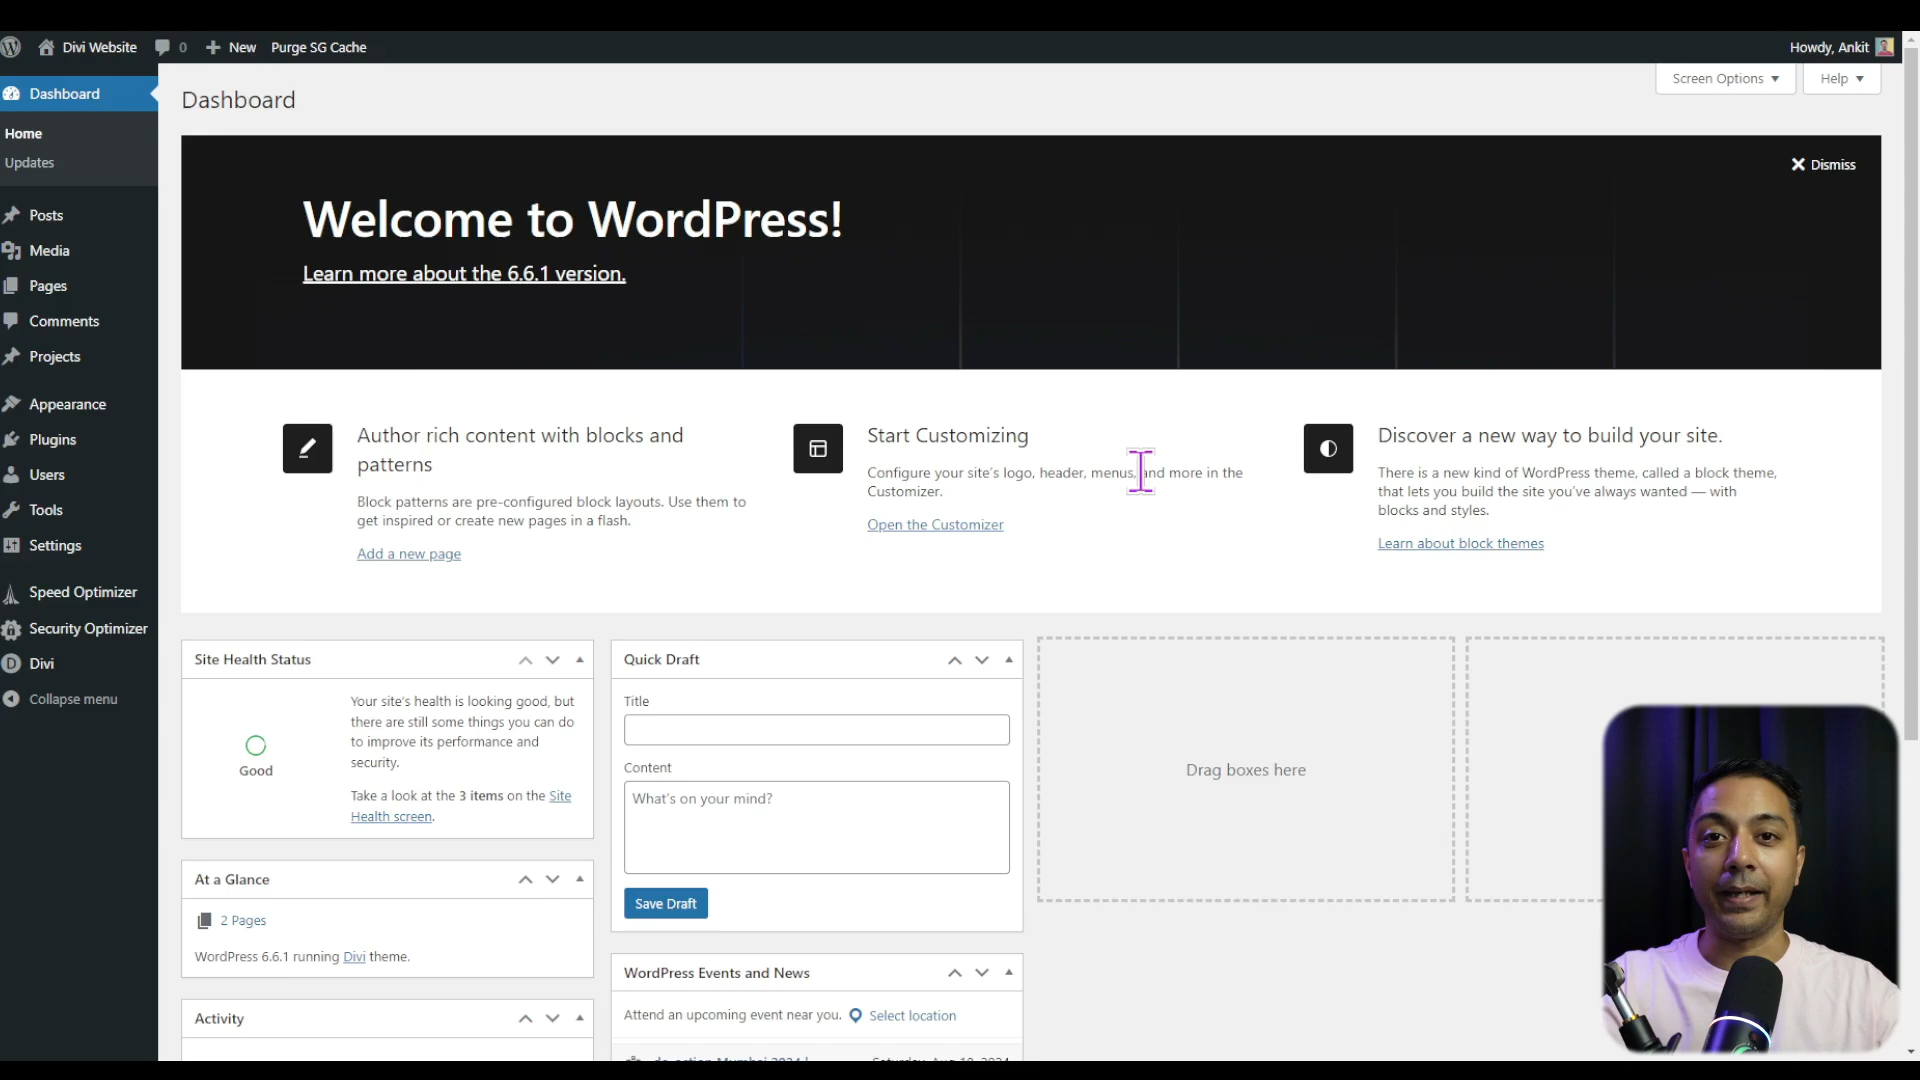 Divi Website 0 New Purge SG Cache Howdy, Ankit
Screen Options Help
Dashboard
Home
Updates
Posts
Media
Pages
Comments
Projects
Appearance
Plugins
Users
Tools
Settings
Speed Optimizer
Security Optimizer
Divi
Collapse menu
Dashboard
Dismiss
Welcome to WordPress!
Learn more about the 6.6.1 version.
Author rich content with blocks and
patterns
Block patterns are pre-configured block layouts. Use them to
get inspired or create new pages in a flash.
Add a new page
Start Customizing
Configure your site's logo, header, menus, and more in the
Customizer.
Open the Customizer
Discover a new way to build your site.
There is a new kind of WordPress theme, called a block theme,
that lets you build the site you've always wanted — with
blocks and styles.
Learn about block themes
Site Health Status
Good
Your site's health is looking good, but
there are still some things you can do
to improve its performance and
security.
Take a look at the 3 items on the Site
Health screen.
At a Glance
2 Pages
WordPress 6.6.1 running Divi theme.
Activity
Quick Draft
Title
Content
What's on your mind?
Save Draft
WordPress Events and News
Attend an upcoming event near you. Select location
do_action Mumbai 2024 Saturday, Aug 10, 2024
Drag boxes here